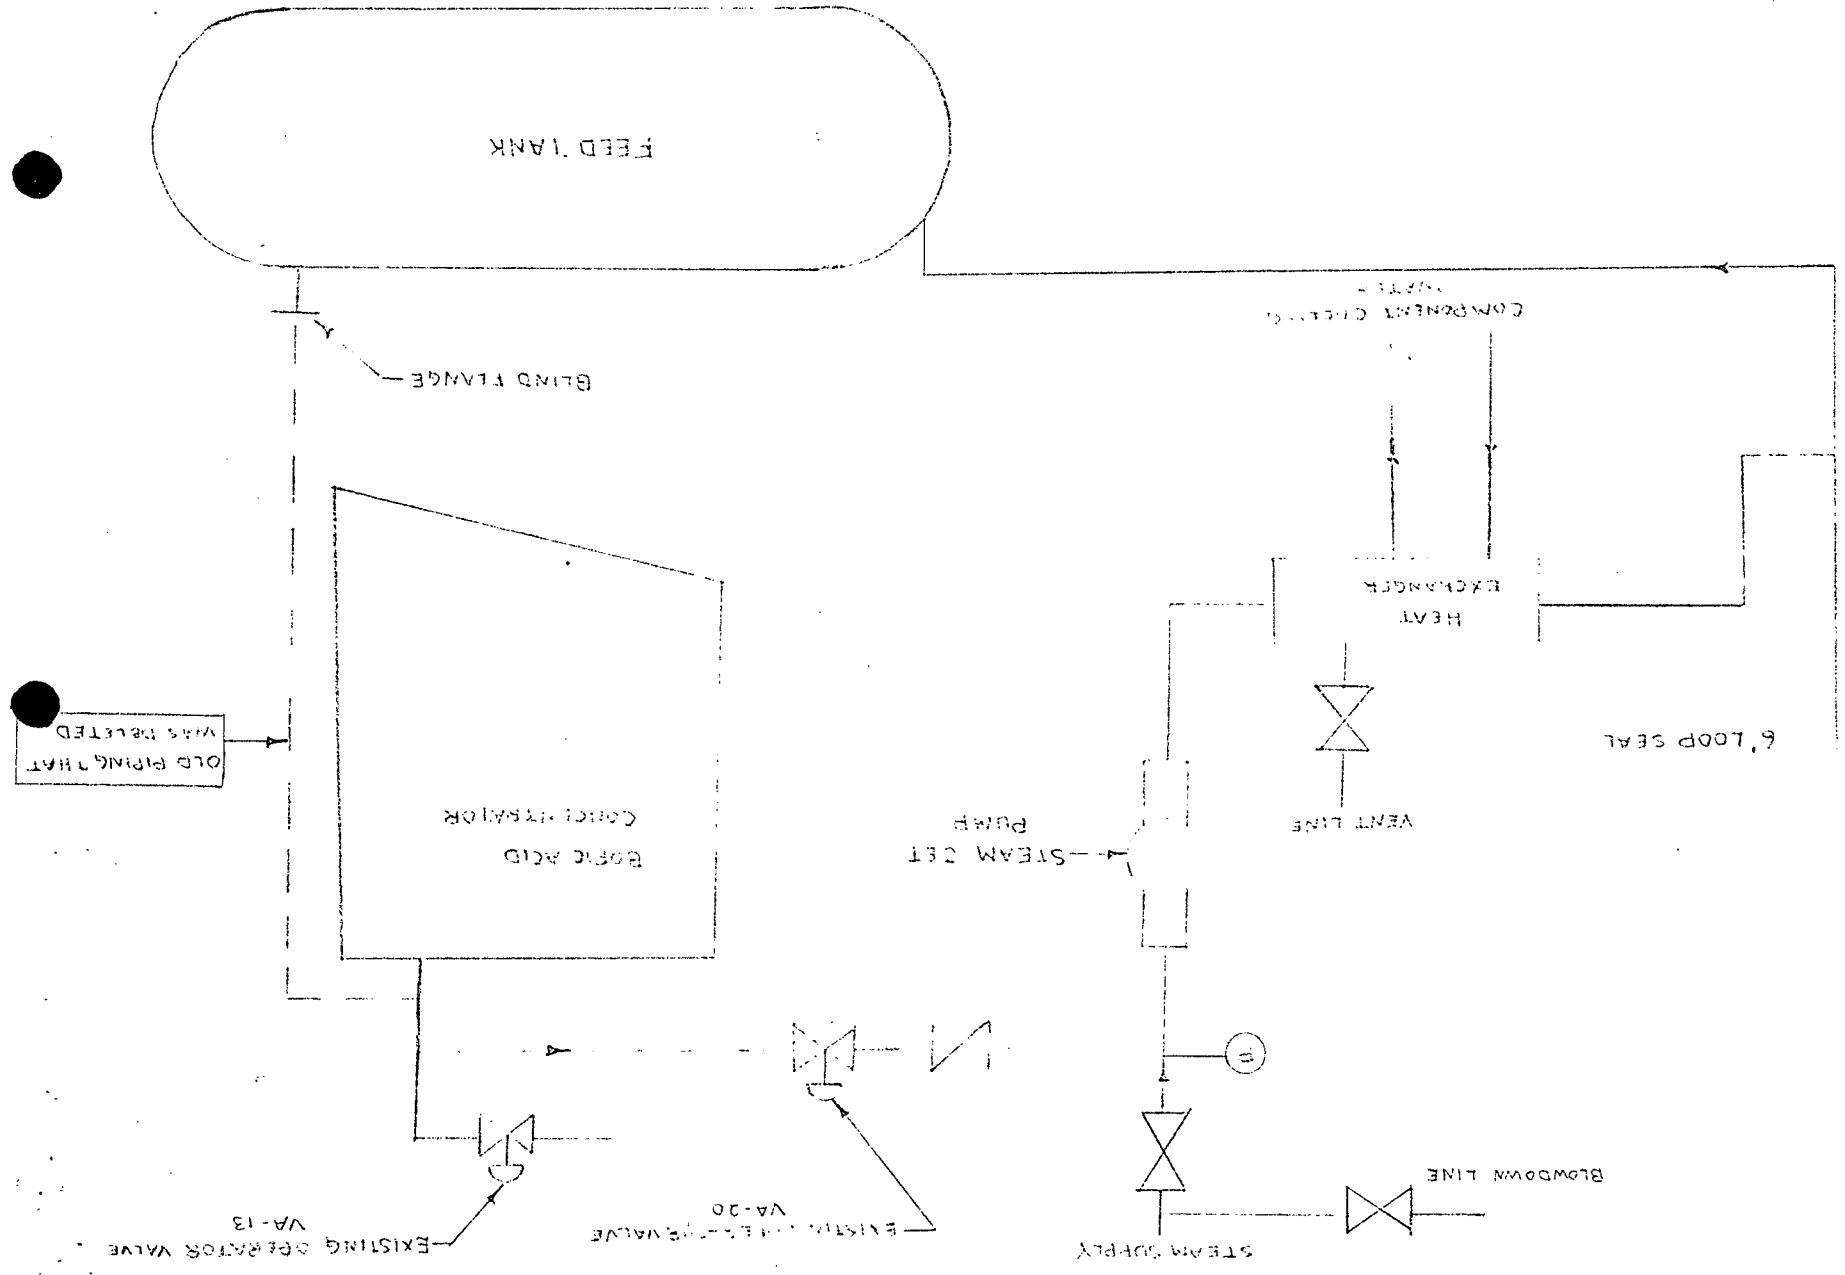 STEAM SUPPLY
BLOWDOWN LINE
EXISTING OPERATOR VALVE
VA-13
VALVE
VA-20
STEAM JET
PUMP
VENT LINE
6' LOOP SEAL
BORIC ACID
CONCENTRATOR
OLD PIPING THAT
WAS DELETED
HEAT
EXCHANGER
BLIND FLANGE
COMPONENT COOLING
WATER
FEED TANK